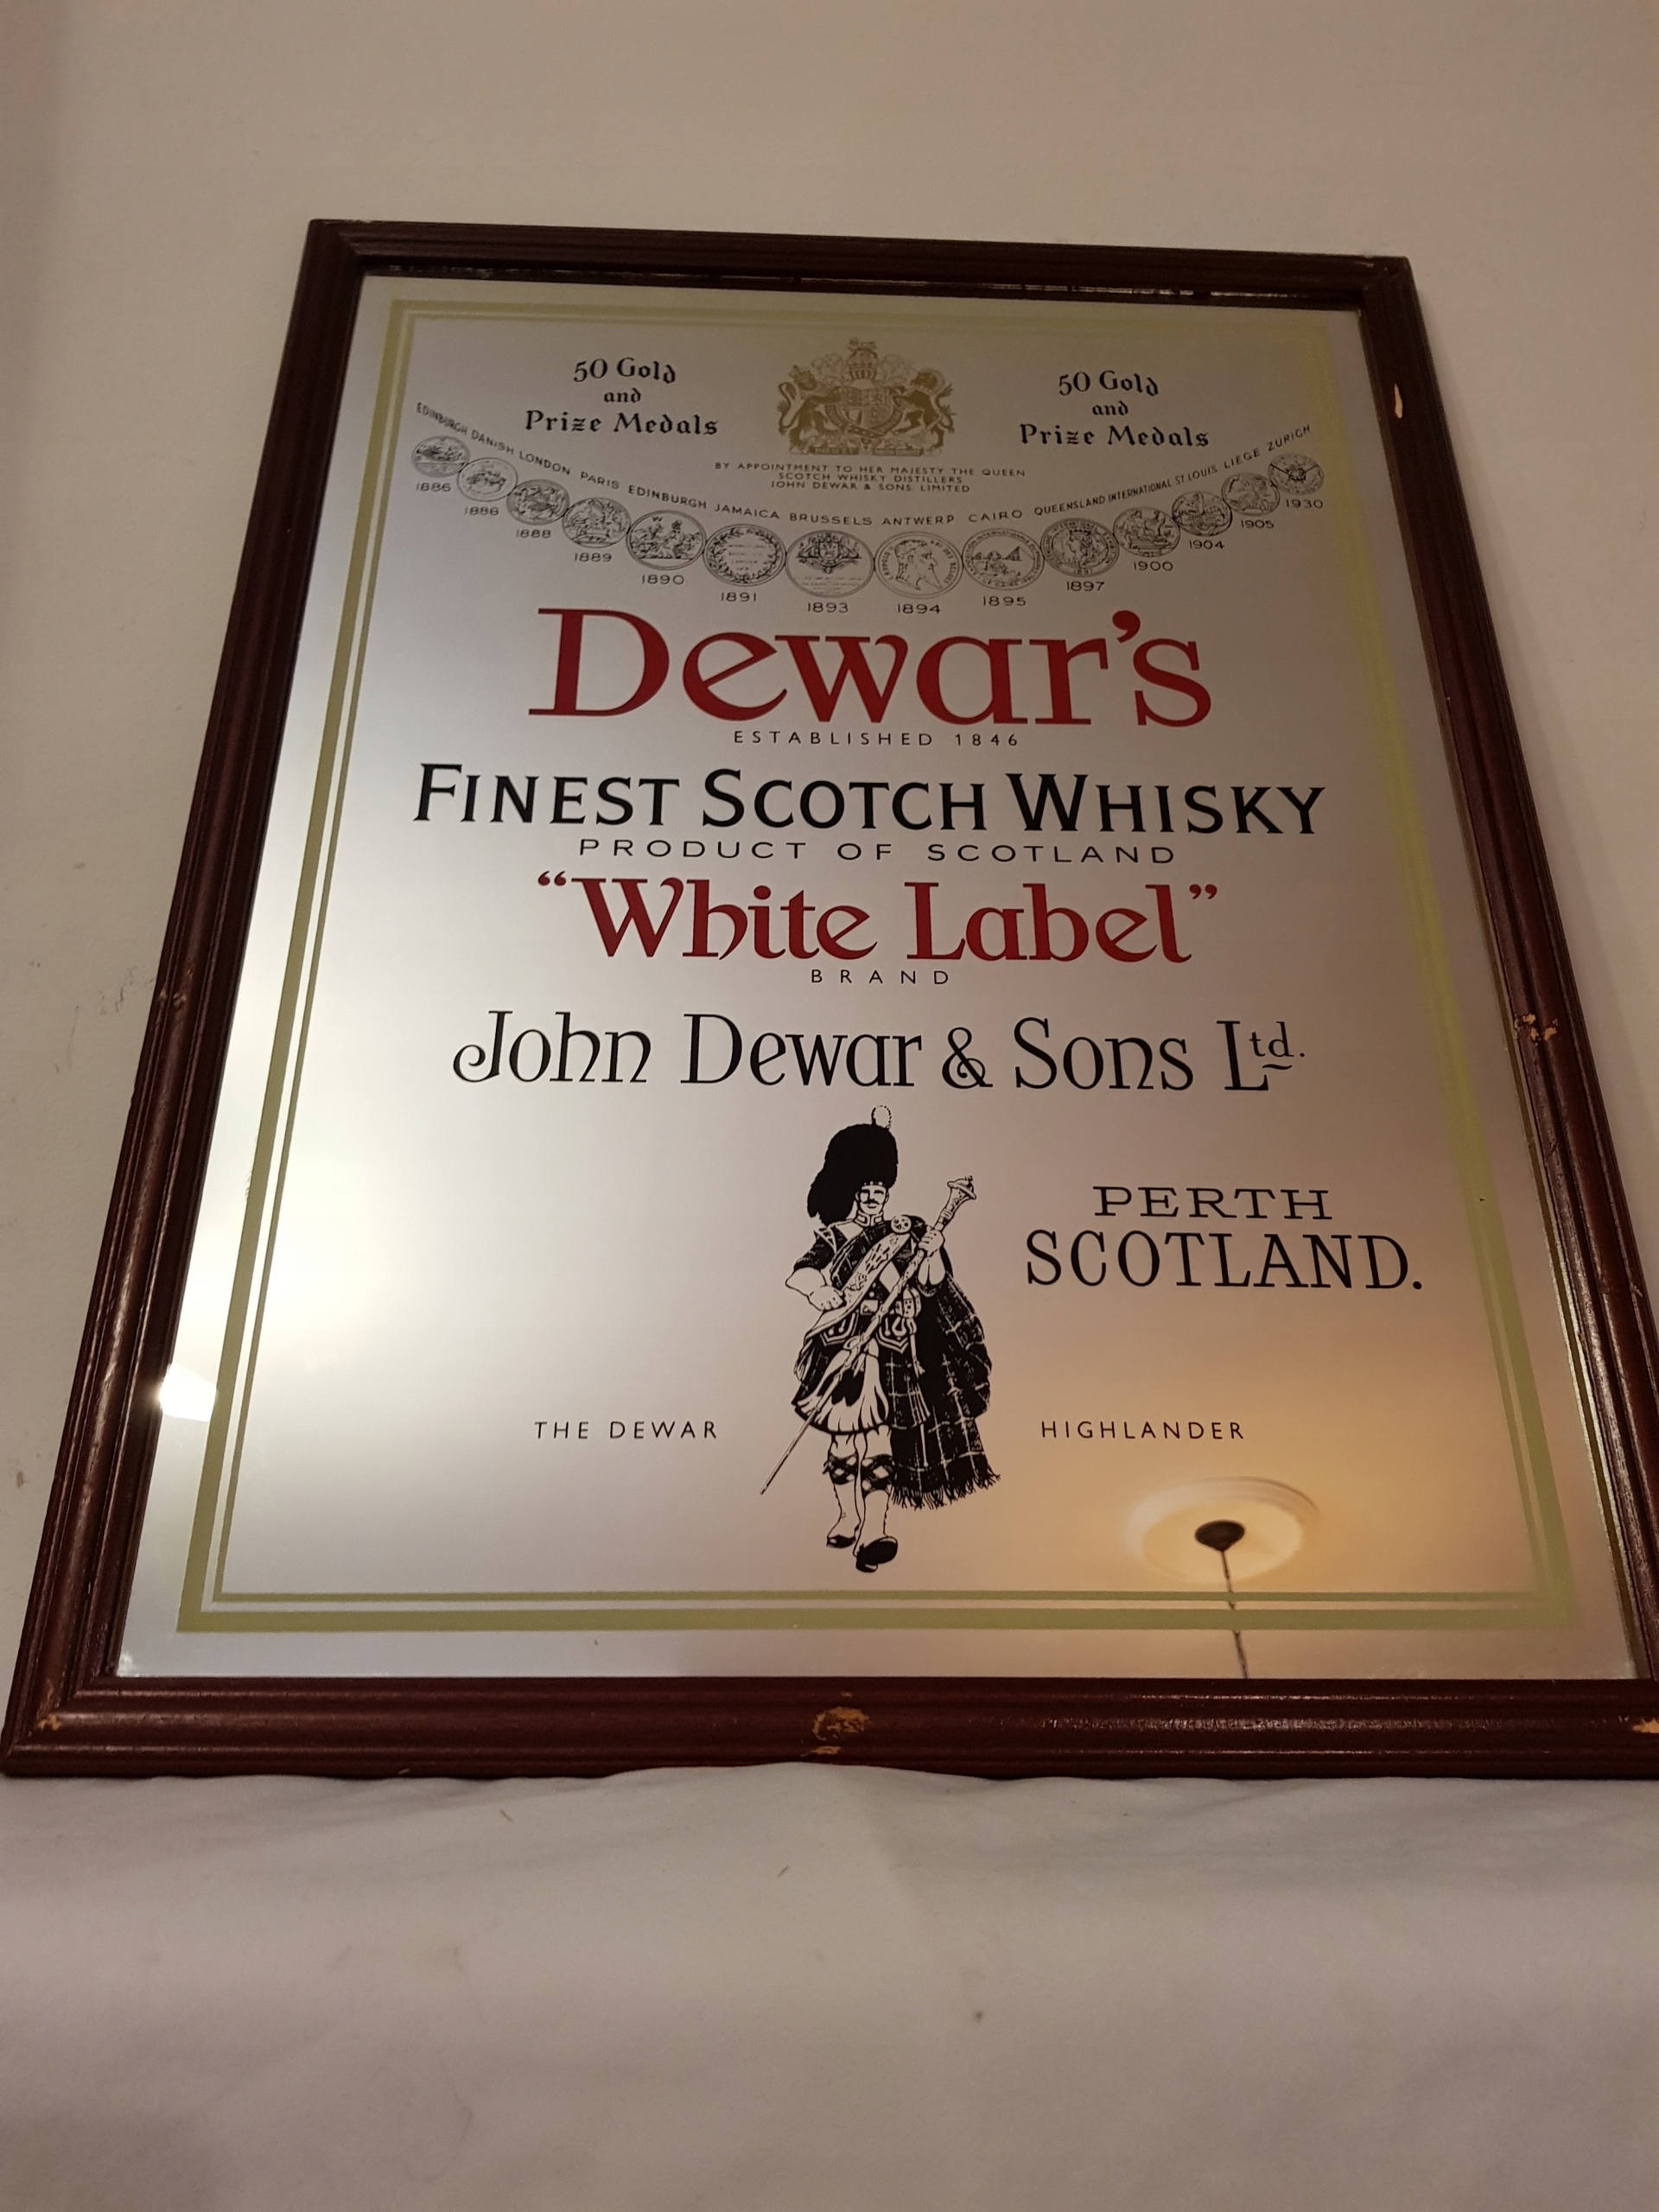 50 Gold
and
Prize Medals
50 Gold
and
Prize Medals
BY APPOINTMENT TO HER MAJESTY THE QUEEN
SCOTCH WHISKY DISTILLERS
JOHN DEWAR & SONS LIMITED
EDINBURGH DANISH LONDON PARIS EDINBURGH JAMAICA BRUSSELS ANTWERP CAIRO QUEENSLAND INTERNATIONAL ST LOUIS LIEGE ZURICH
1886 1886 1888 1889 1890 1891 1893 1894 1895 1897 1900 1904 1905 1930
Dewar's
ESTABLISHED 1846
FINEST SCOTCH WHISKY
PRODUCT OF SCOTLAND
“White Label”
BRAND
John Dewar & Sons Ltd.
PERTH
SCOTLAND.
THE DEWAR HIGHLANDER